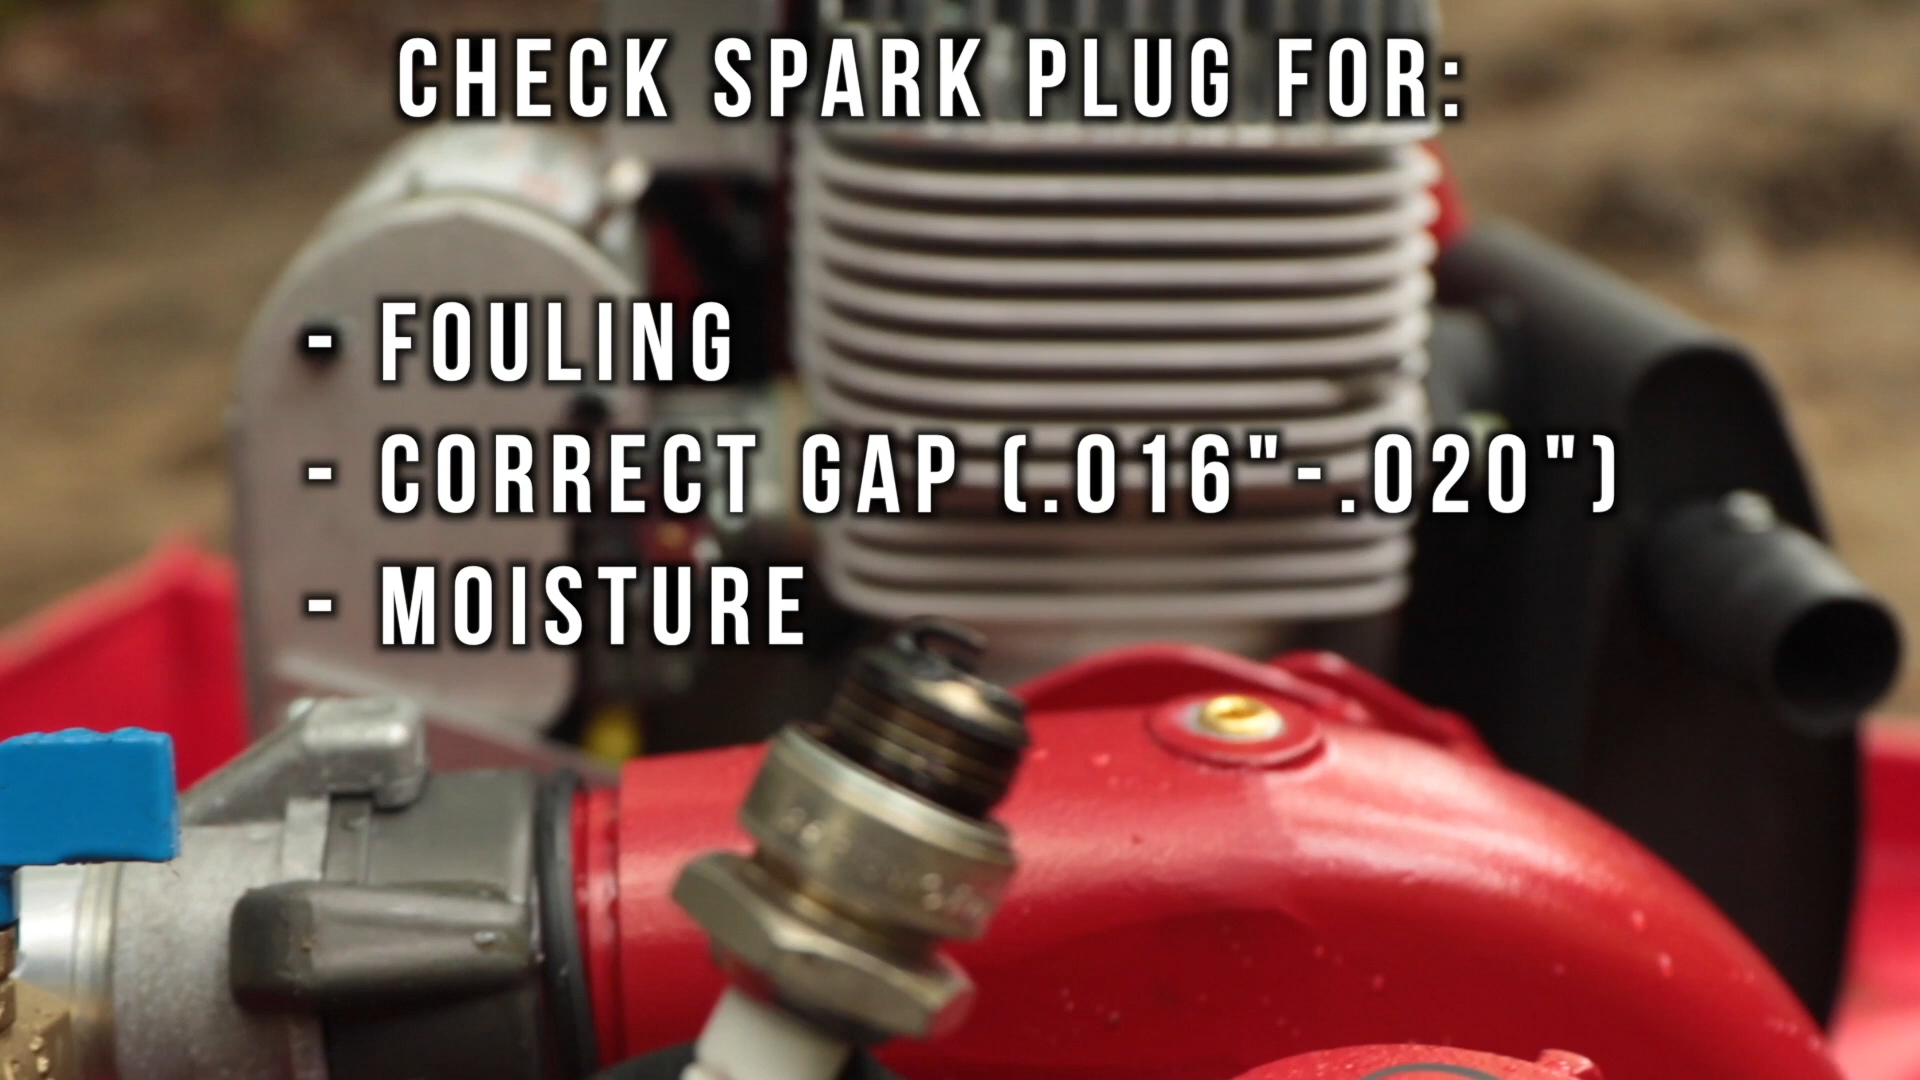 CHECK SPARK PLUG FOR:
- FOULING
- CORRECT GAP (.016"-.020")
- MOISTURE